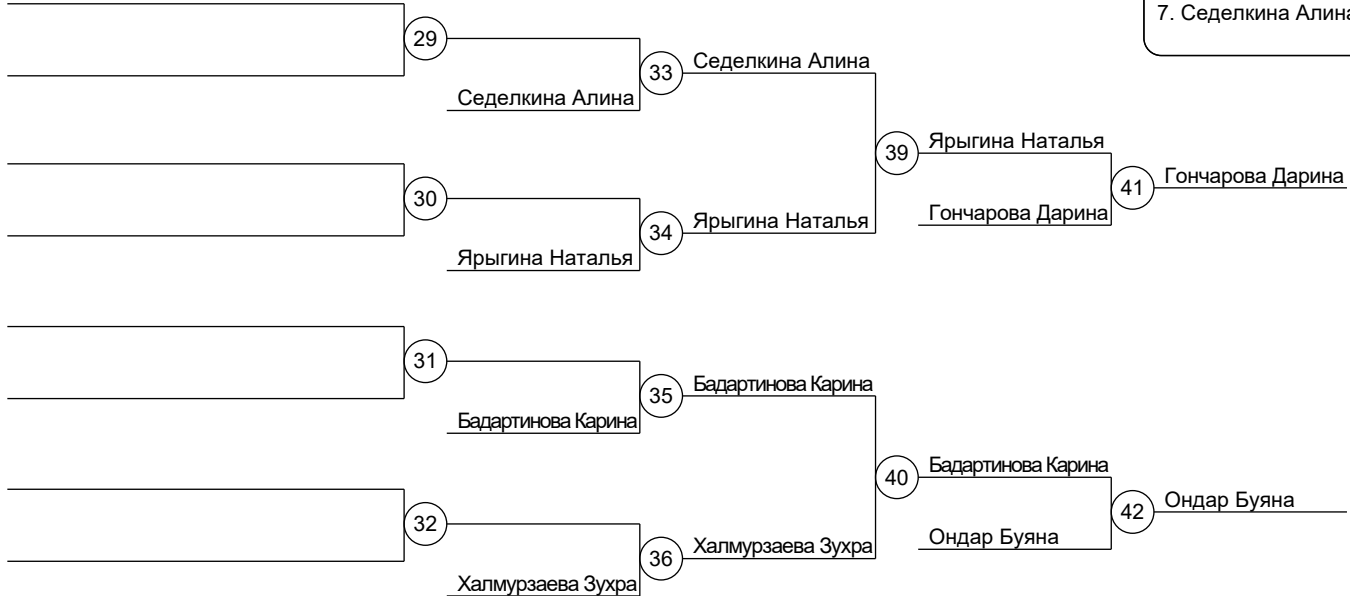 7. Седелкина Алина
29
33
Седелкина Алина
Седелкина Алина
39
Ярыгина Наталья
41
Гончарова Дарина
30
34
Ярыгина Наталья
Гончарова Дарина
Ярыгина Наталья
31
35
Бадартинова Карина
Бадартинова Карина
40
Бадартинова Карина
42
Ондар Буяна
32
36
Халмурзаева Зухра
Ондар Буяна
Халмурзаева Зухра